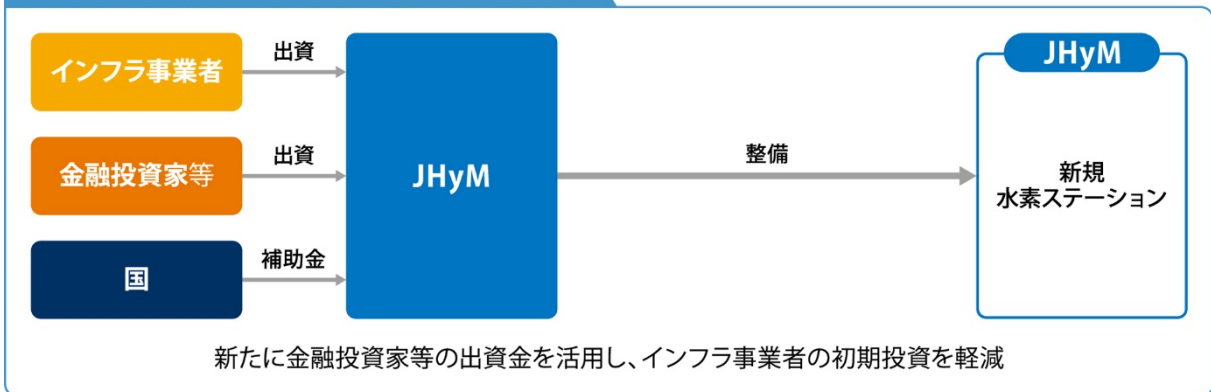 インフラ事業者
出資
金融投資家等
出資
国
補助金
JHyM
整備
JHyM
新規
水素ステーション
新たに金融投資家等の出資金を活用し、インフラ事業者の初期投資を軽減